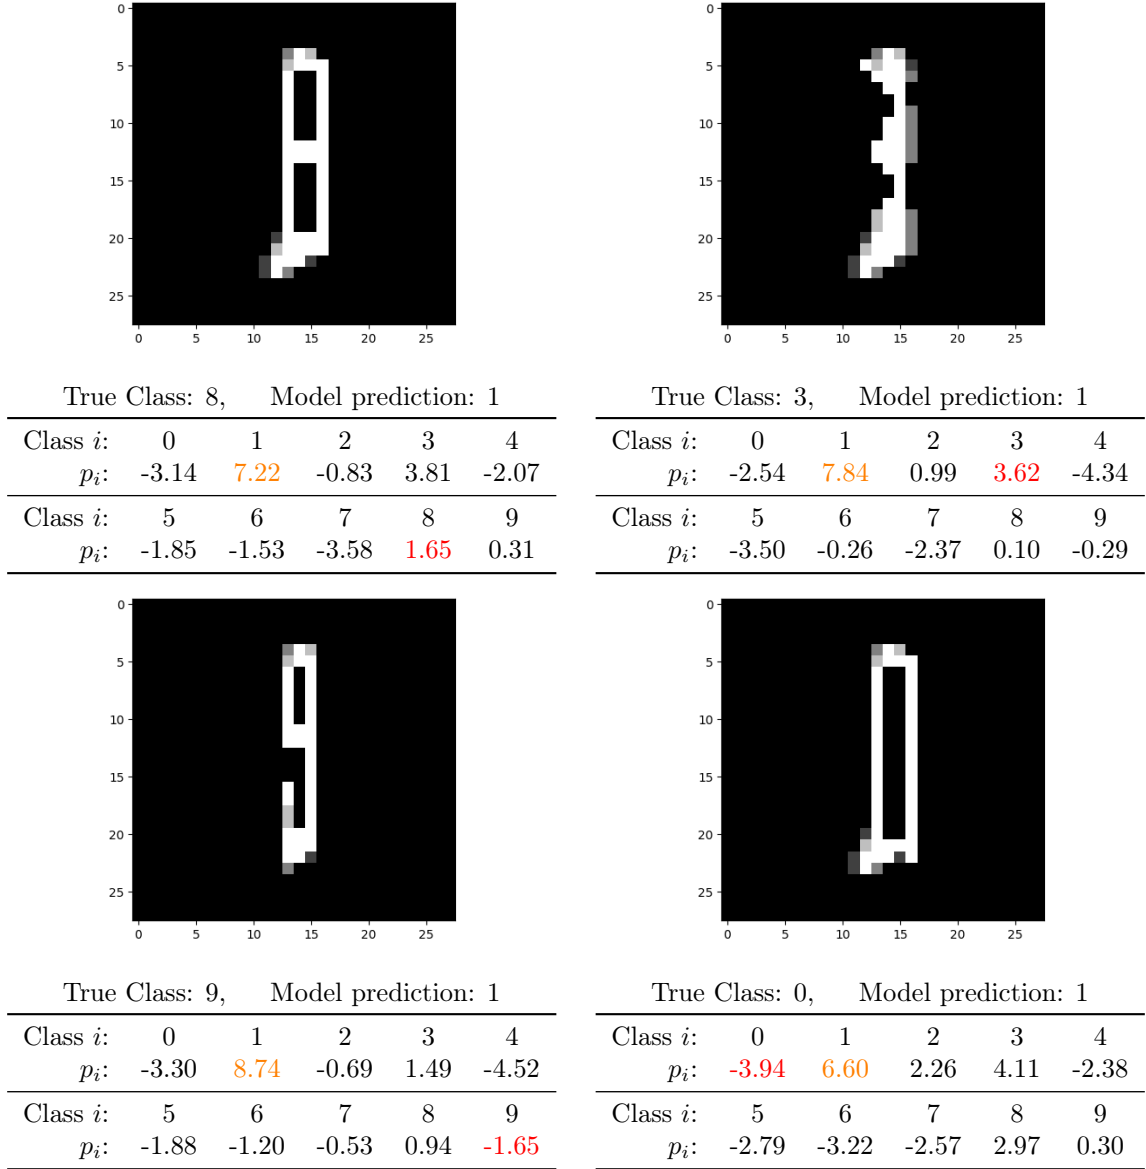 0
5
10
15
20
25
0 5 10 15 20 25
True Class: 8, Model prediction: 1
Class i: 0 1 2 3 4
p_i: -3.14 7.22 -0.83 3.81 -2.07
Class i: 5 6 7 8 9
p_i: -1.85 -1.53 -3.58 1.65 0.31
0
5
10
15
20
25
0 5 10 15 20 25
True Class: 3, Model prediction: 1
Class i: 0 1 2 3 4
p_i: -2.54 7.84 0.99 3.62 -4.34
Class i: 5 6 7 8 9
p_i: -3.50 -0.26 -2.37 0.10 -0.29
0
5
10
15
20
25
0 5 10 15 20 25
True Class: 9, Model prediction: 1
Class i: 0 1 2 3 4
p_i: -3.30 8.74 -0.69 1.49 -4.52
Class i: 5 6 7 8 9
p_i: -1.88 -1.20 -0.53 0.94 -1.65
0
5
10
15
20
25
0 5 10 15 20 25
True Class: 0, Model prediction: 1
Class i: 0 1 2 3 4
p_i: -3.94 6.60 2.26 4.11 -2.38
Class i: 5 6 7 8 9
p_i: -2.79 -3.22 -2.57 2.97 0.30